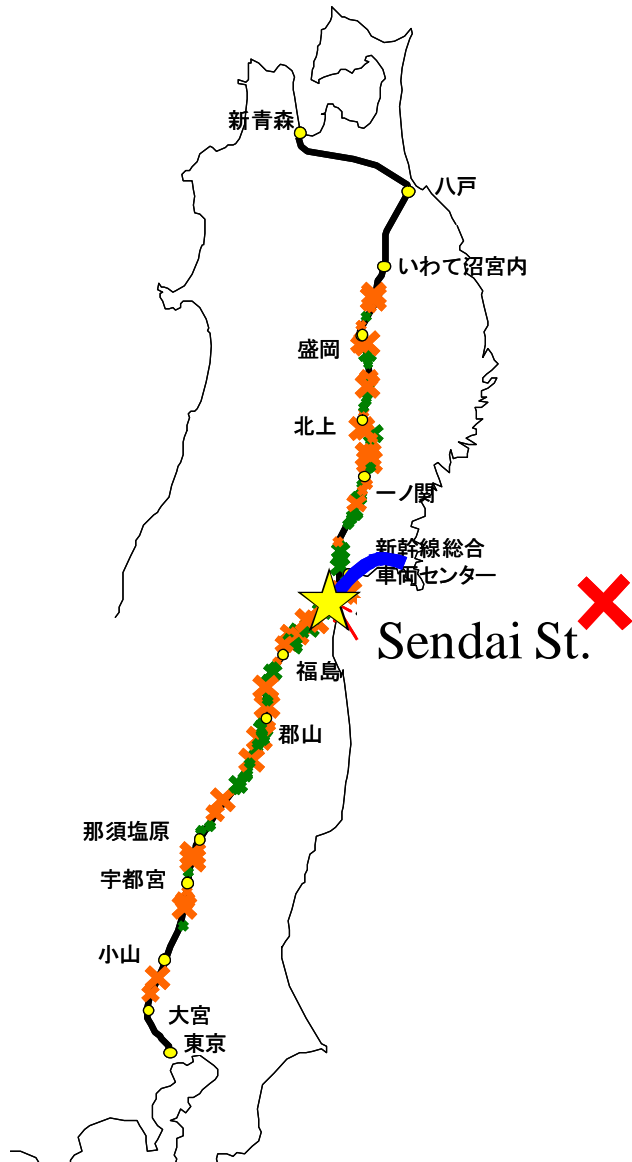 新青森
八戸
いわて沼宮内
盛岡
北上
一ノ関
新幹線総合
車両センター
Sendai St.
福島
郡山
那須塩原
宇都宮
小山
大宮
東京